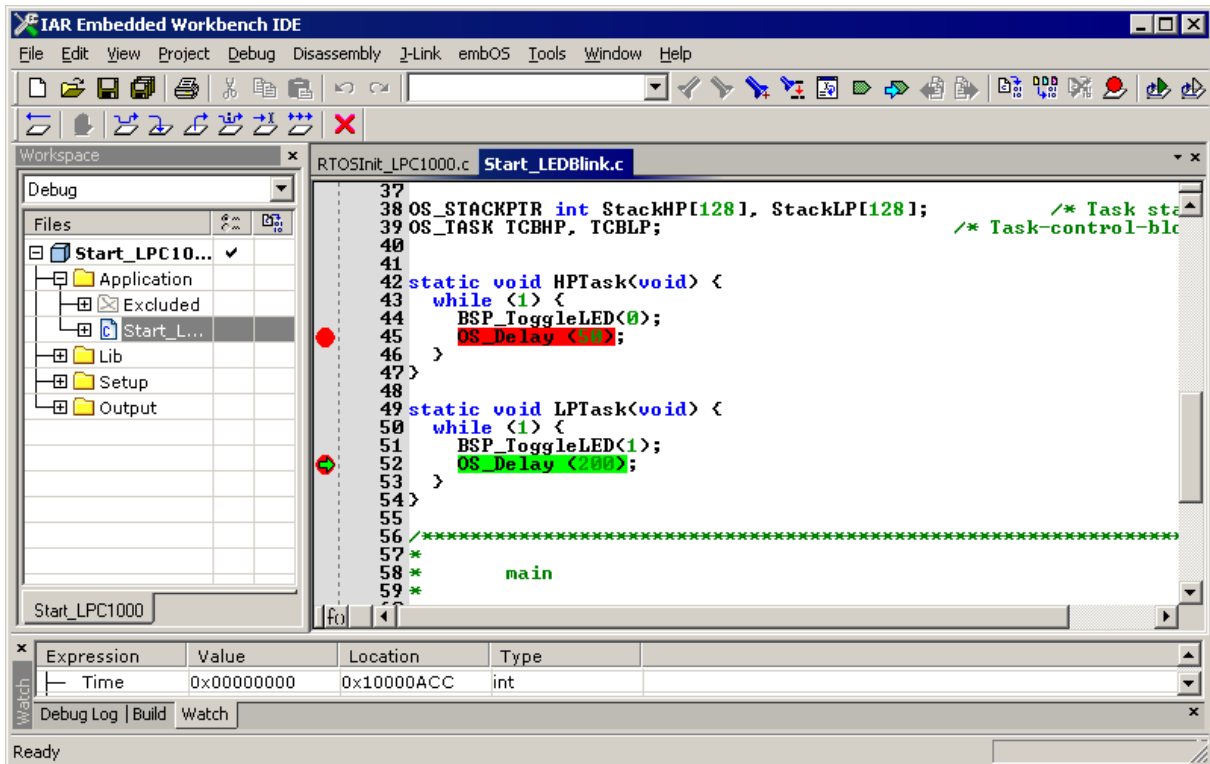 IAR Embedded Workbench IDE
File Edit View Project Debug Disassembly J-Link embOS Tools Window Help
Workspace
Debug
Files
Start_LPC10...
Application
Excluded
Start_L...
Lib
Setup
Output
Start_LPC1000
RTOSInit_LPC1000.c Start_LEDBlink.c
37
38 OS_STACKPTR int StackHP[128], StackLP[128]; /* Task sta
39 OS_TASK TCBHP, TCBLP; /* Task-control-blo
40
41
42 static void HPTask(void) {
43 while (1) {
44 BSP_ToggleLED(0);
45 OS_Delay (50);
46 }
47 }
48
49 static void LPTask(void) {
50 while (1) {
51 BSP_ToggleLED(1);
52 OS_Delay (200);
53 }
54 }
55
56 /**********************************************************************
57 *
58 * main
59 *
f()
Watch
Expression Value Location Type
Time 0x00000000 0x10000ACC int
Debug Log Build Watch
Ready